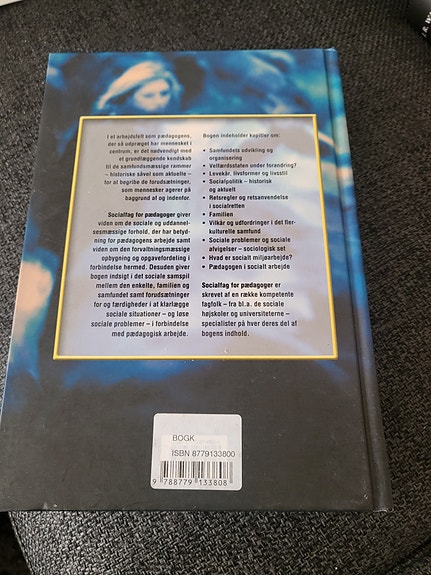 I et arbejdsfelt som pædagogens,
der så udpræget har mennesket i
centrum, er det nødvendigt med
et grundlæggende kendskab
til de samfundsmæssige rammer
– historiske såvel som aktuelle –
for at begribe de forudsætninger,
som mennesker agerer på
baggrund af og indenfor.
Socialfag for pædagoger giver
viden om de sociale og uddannel-
sesmæssige forhold, der har betyd-
ning for pædagogens arbejde samt
viden om den forvaltningsmæssige
opbygning og opgavefordeling i
forbindelse hermed. Desuden giver
bogen indsigt i det sociale samspil
mellem den enkelte, familien og
samfundet samt forudsætninger
for og færdigheder i at klarlægge
sociale situationer – og løse
sociale problemer – i forbindelse
med pædagogisk arbejde.
Bogen indeholder kapitler om:
• Samfundets udvikling og
organisering
• Velfærdsstaten under forandring?
• Levekår, livsformer og livsstil
• Socialpolitik – historisk
og aktuelt
• Retsregler og retsanvendelse
i socialretten
• Familien
• Vilkår og udfordringer i det fler-
kulturelle samfund
• Sociale problemer og sociale
afvigelser – sociologisk set
• Hvad er socialt miljøarbejde?
• Pædagogen i socialt arbejde
Socialfag for pædagoger er
skrevet af en række kompetente
fagfolk – fra bl.a. de sociale
højskoler og universiteterne –
specialister på hver deres del af
bogens indhold.
BOGK
ISBN 8779133800
9 788779 133808